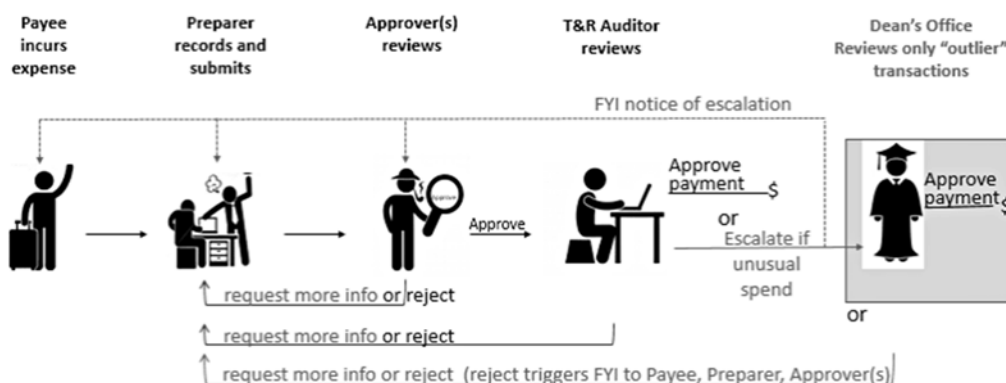 Payee
incurs
expense
Preparer
records and
submits
Approver(s)
reviews
T&R Auditor
reviews
Dean's Office
Reviews only "outlier"
transactions
FYI notice of escalation
Approve
Approve
payment $
or
Escalate if
unusual
spend
Approve
payment $
or
request more info or reject
request more info or reject
request more info or reject (reject triggers FYI to Payee, Preparer, Approver(s)